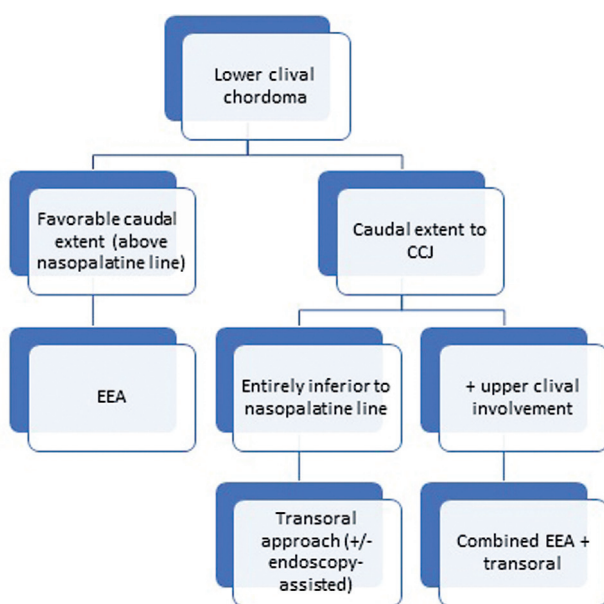 Lower clival
chordoma
Favorable caudal
extent (above
nasopalatine line)
Caudal extent to
CCJ
EEA
Entirely inferior to
nasopalatine line
+ upper clival
involvement
Transoral
approach (+/-
endoscopy-
assisted)
Combined EEA +
transoral